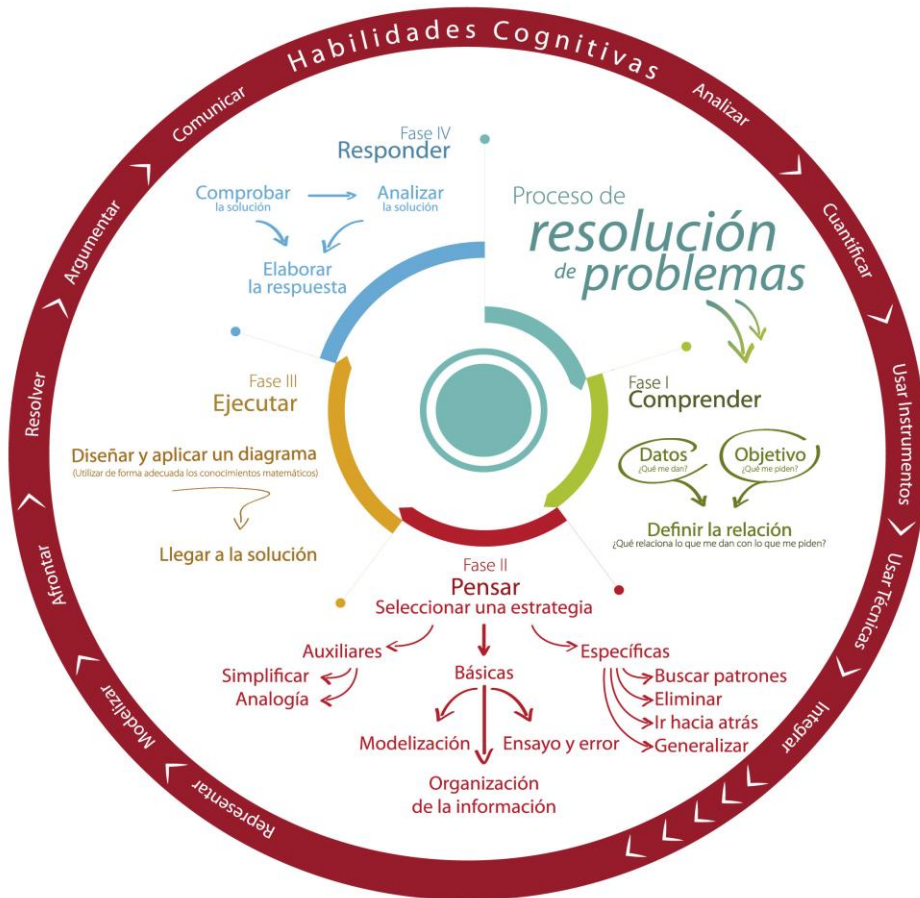 Habilidades Cognitivas
Analizar
Cuantificar
Usar Instrumentos
Usar Técnicas
Integrar
Representar
Modelizar
Afrontar
Resolver
Argumentar
Comunicar
Proceso de
resolución
de problemas
Fase I
Comprender
Datos
¿Qué me dan?
Objetivo
¿Qué me piden?
Definir la relación
¿Qué relaciona lo que me dan con lo que me piden?
Fase II
Pensar
Seleccionar una estrategia
Auxiliares
Simplificar
Analogía
Básicas
Modelización
Ensayo y error
Organización
de la información
Específicas
Buscar patrones
Eliminar
Ir hacia atrás
Generalizar
Fase III
Ejecutar
Diseñar y aplicar un diagrama
(Utilizar de forma adecuada los conocimientos matemáticos)
Llegar a la solución
Fase IV
Responder
Comprobar
la solución
Analizar
la solución
Elaborar
la respuesta